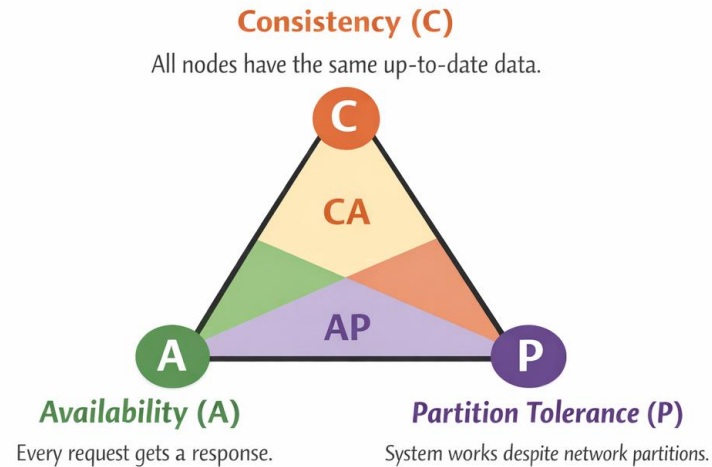 Consistency (C)
All nodes have the same up-to-date data.
C
CA
AP
A
P
Availability (A)
Partition Tolerance (P)
Every request gets a response.
System works despite network partitions.